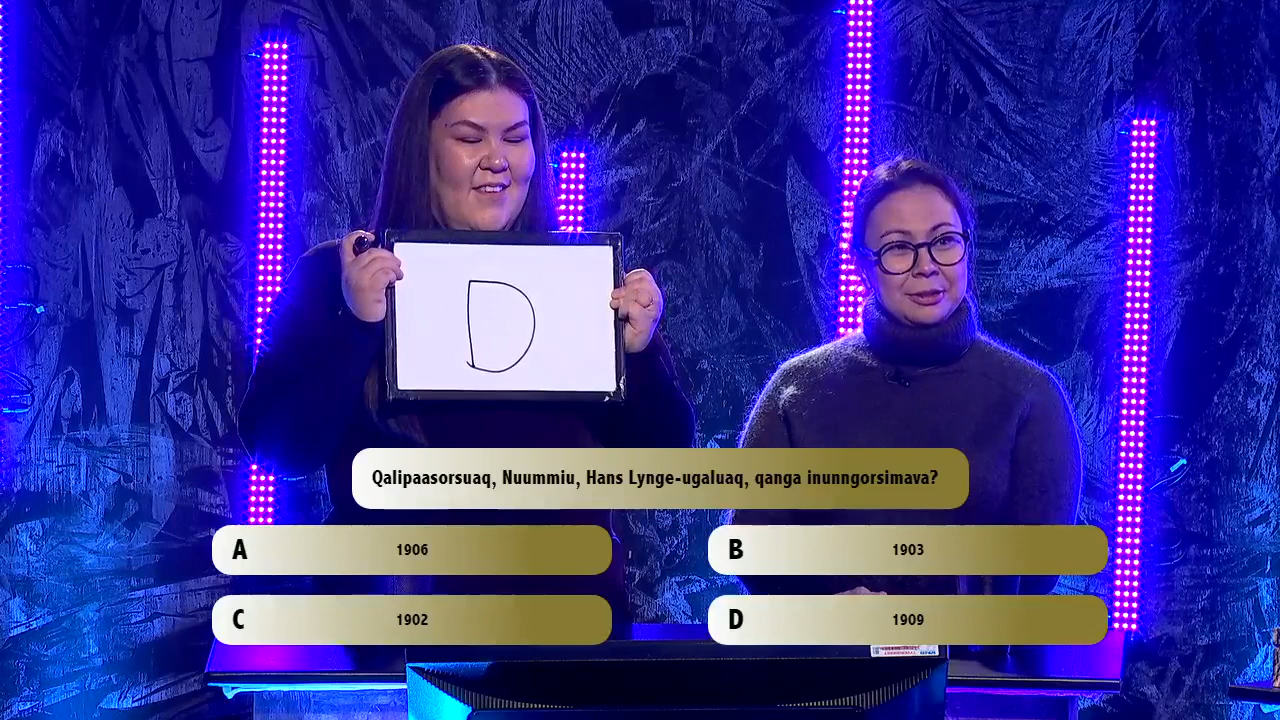 D
Qalipaasorsuaq, Nuummiu, Hans Lynge-ugaluaq, qanga inunngorsimava?
A 1906
B 1903
C 1902
D 1909